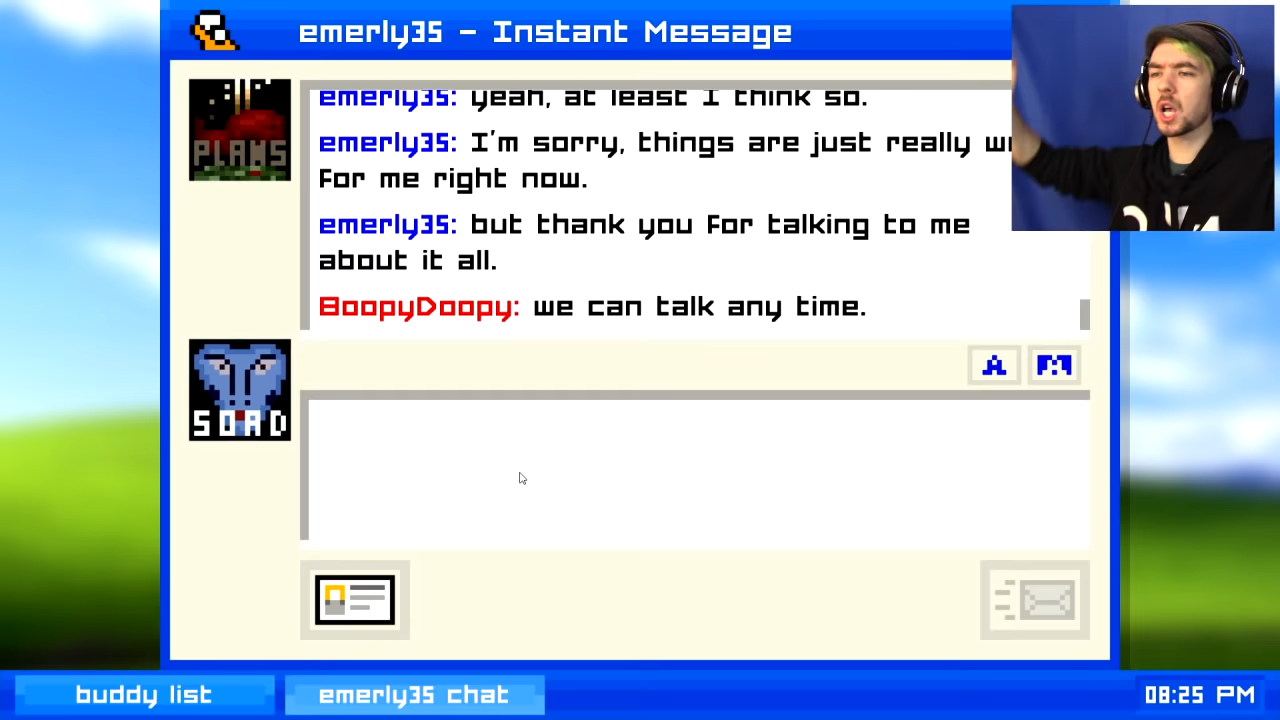 emerly35 - Instant Message
emerly35: yeah, at least I think so.
emerly35: I'm sorry, things are just really
for me right now.
emerly35: but thank you for talking to me
about it all.
BoopyDoopy: we can talk any time.
PLANS
SOAD
A
buddy list
emerly35 chat
08:25 PM